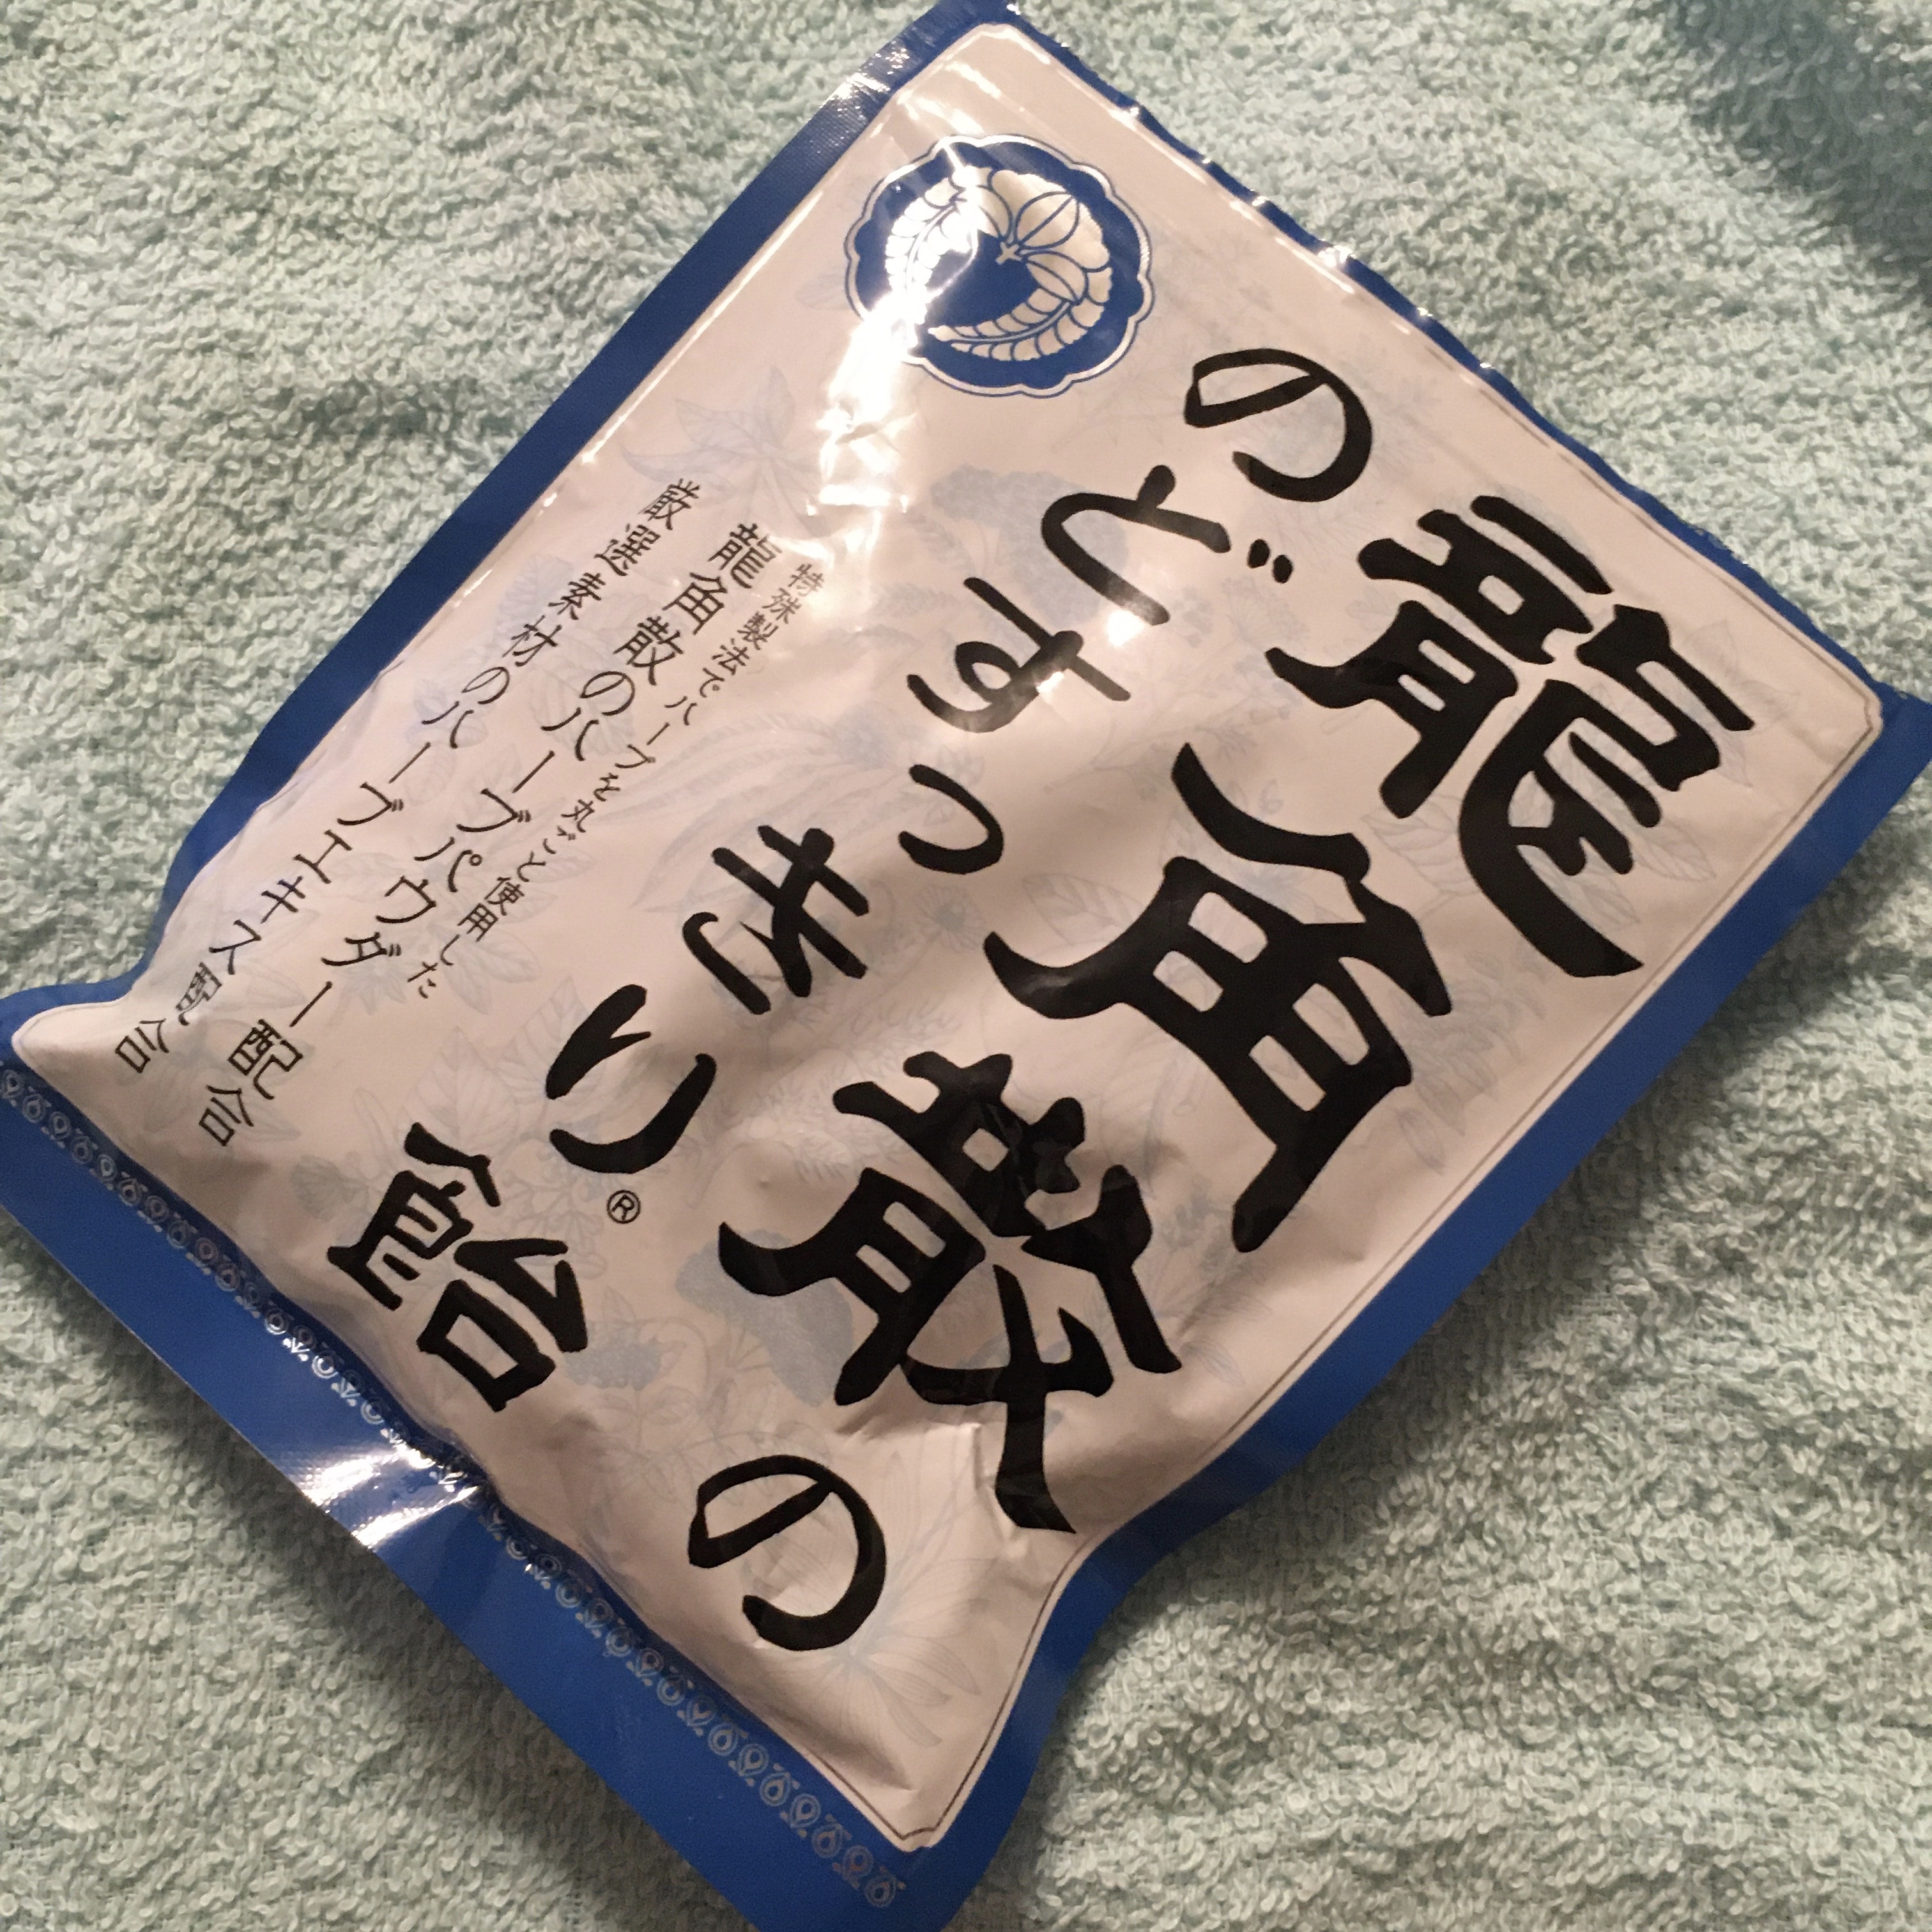 龍角散の
のどすっきり®飴
特殊製法でハーブを丸ごと使用した
龍角散のハーブパウダー配合
厳選素材のハーブエキス配合